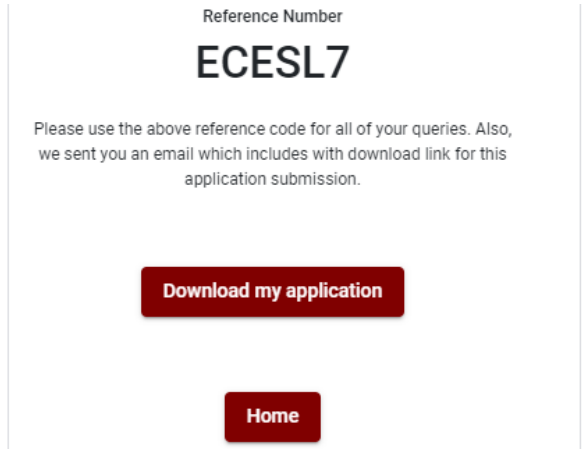 Reference Number
ECESL7
Please use the above reference code for all of your queries. Also,
we sent you an email which includes with download link for this
application submission.
Download my application
Home